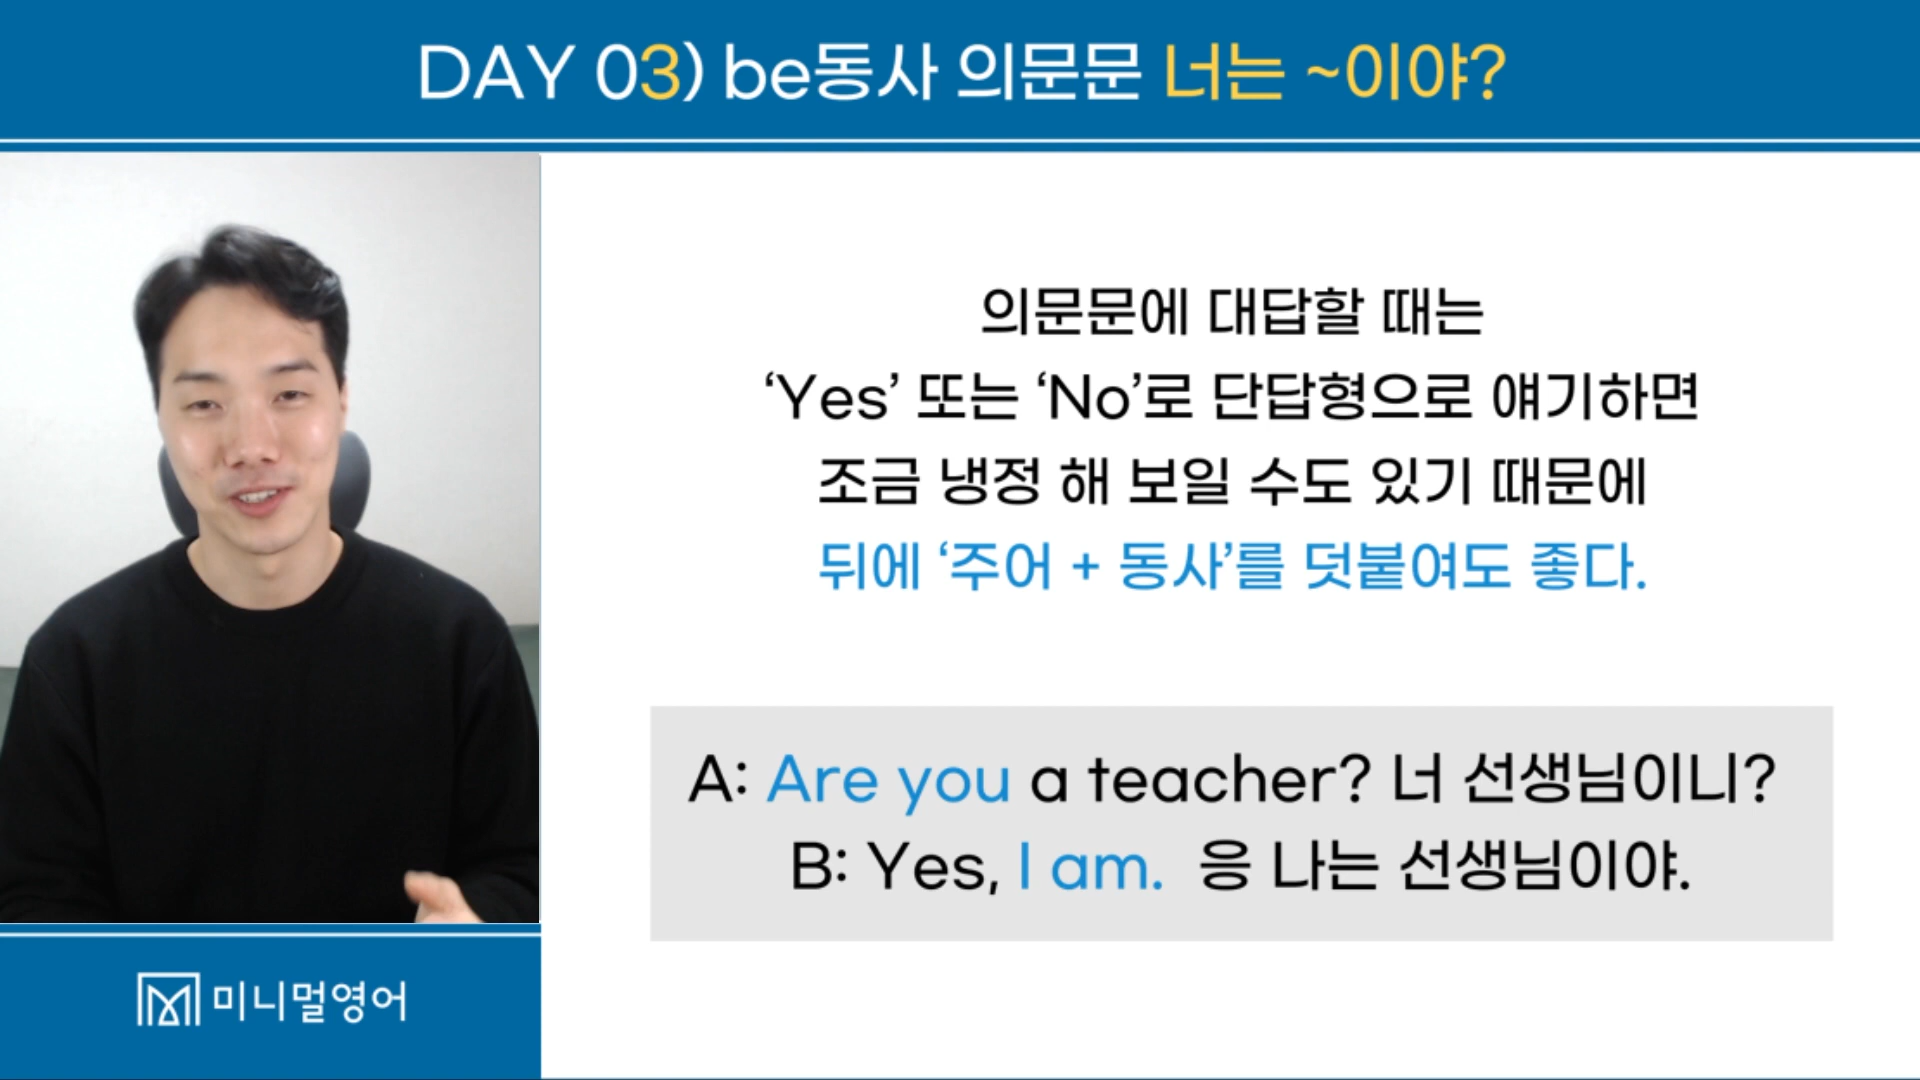 DAY 03) be동사 의문문 너는 ~이야?
의문문에 대답할 때는
‘Yes’ 또는 ‘No’로 단답형으로 얘기하면
조금 냉정 해 보일 수도 있기 때문에
뒤에 ‘주어 + 동사’를 덧붙여도 좋다.
A: Are you a teacher? 너 선생님이니?
B: Yes, I am. 응 나는 선생님이야.
미니멀영어